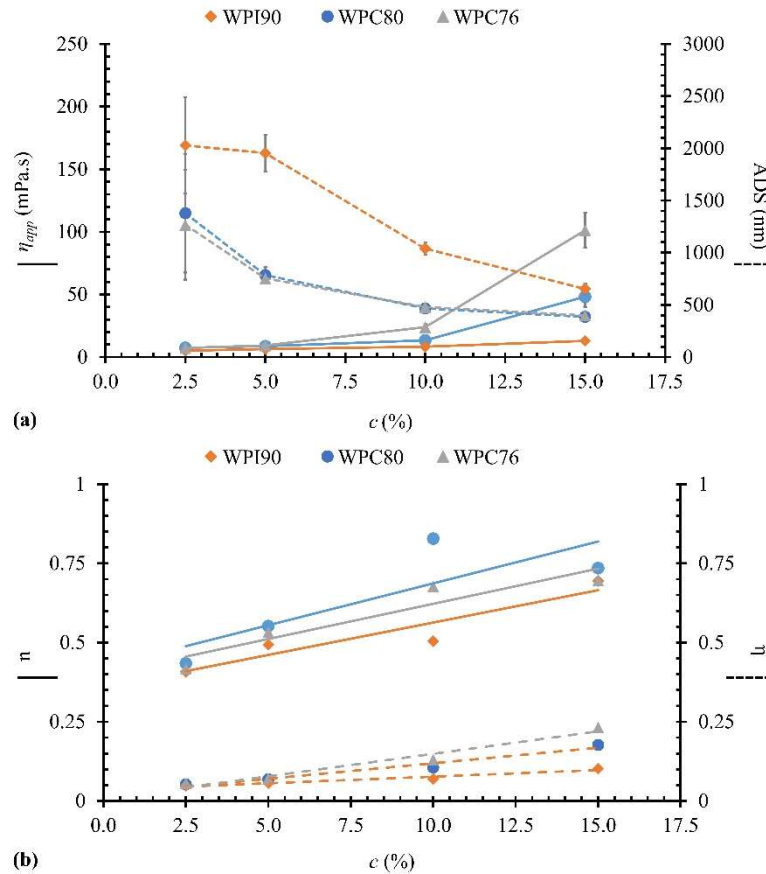 WPI90 WPC80 WPC76
250 3000
200 2500
150 2000
100 1500
50 1000
0 500
0
ηapp (mPa.s)
ADS (nm)
0.0 2.5 5.0 7.5 10.0 12.5 15.0 17.5
(a) c (%)
WPI90 WPC80 WPC76
1 1
0.75 0.75
0.5 0.5
0.25 0.25
0 0
n
η
0.0 2.5 5.0 7.5 10.0 12.5 15.0 17.5
(b) c (%)